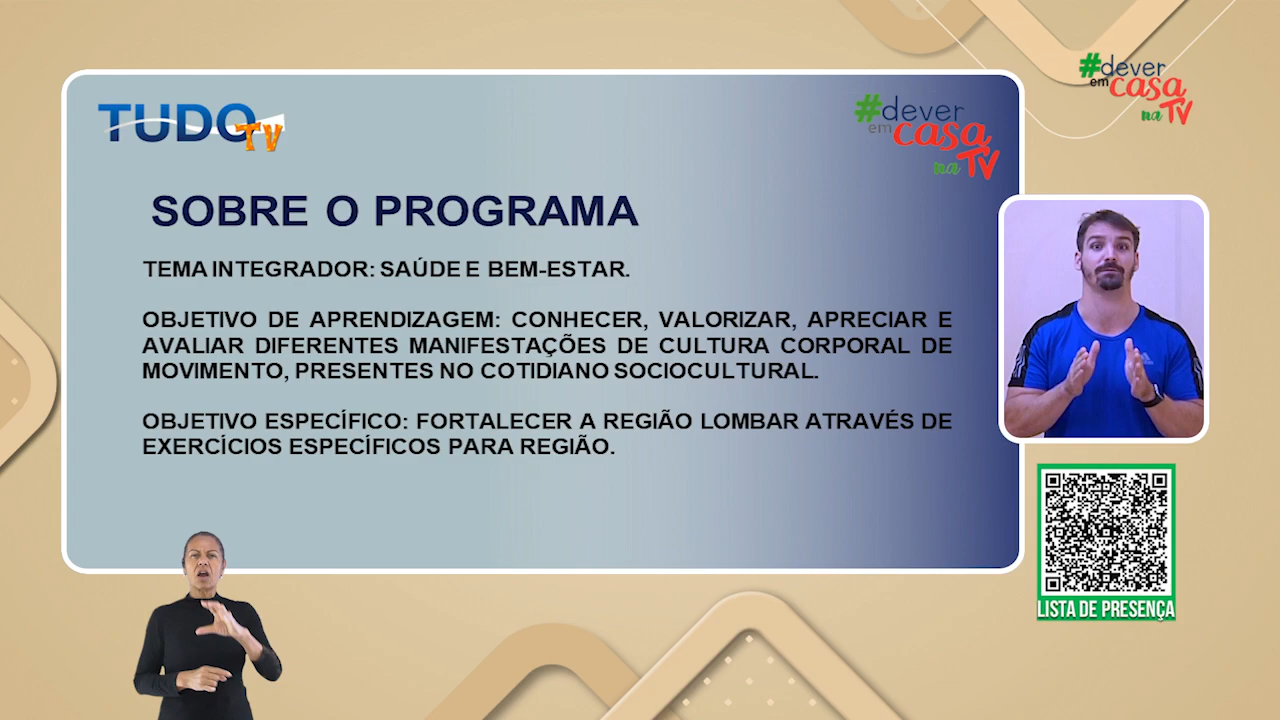 TUDO TV
#dever
em casa
na TV
#dever
em casa
na TV
SOBRE O PROGRAMA
TEMA INTEGRADOR: SAÚDE E BEM-ESTAR.
OBJETIVO DE APRENDIZAGEM: CONHECER, VALORIZAR, APRECIAR E
AVALIAR DIFERENTES MANIFESTAÇÕES DE CULTURA CORPORAL DE
MOVIMENTO, PRESENTES NO COTIDIANO SOCIOCULTURAL.
OBJETIVO ESPECÍFICO: FORTALECER A REGIÃO LOMBAR ATRAVÉS DE
EXERCÍCIOS ESPECÍFICOS PARA REGIÃO.
LISTA DE PRESENÇA